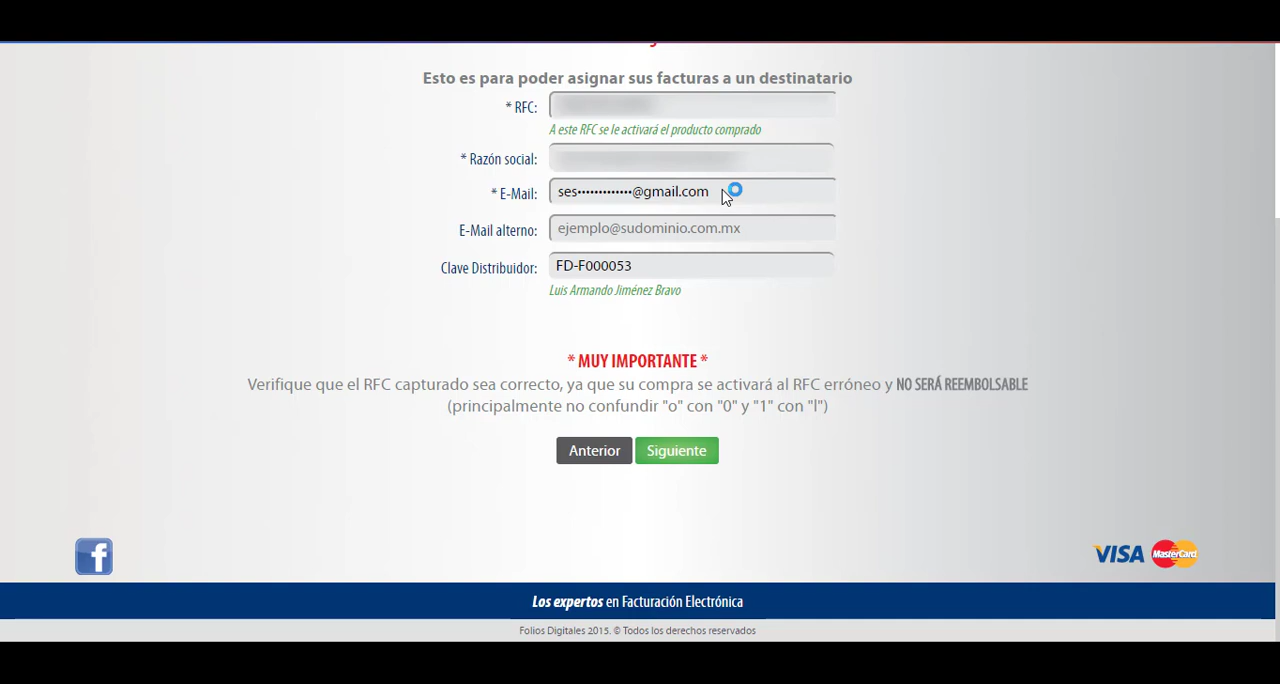 Esto es para poder asignar sus facturas a un destinatario
* RFC:
A este RFC se le activará el producto comprado
* Razón social:
* E-Mail: ses•••••••••••••@gmail.com
E-Mail alterno: ejemplo@sudominio.com.mx
Clave Distribuidor: FD-F000053
Luis Armando Jiménez Bravo
* MUY IMPORTANTE *
Verifique que el RFC capturado sea correcto, ya que su compra se activará al RFC erróneo y NO SERÁ REEMBOLSABLE
(principalmente no confundir "o" con "0" y "1" con "l")
Anterior Siguiente
f
VISA MasterCard
Los expertos en Facturación Electrónica
Folios Digitales 2015. © Todos los derechos reservados